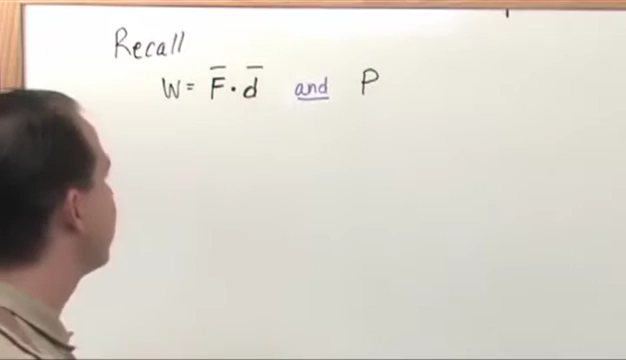 Recall
W = F̅ · d̅ and P